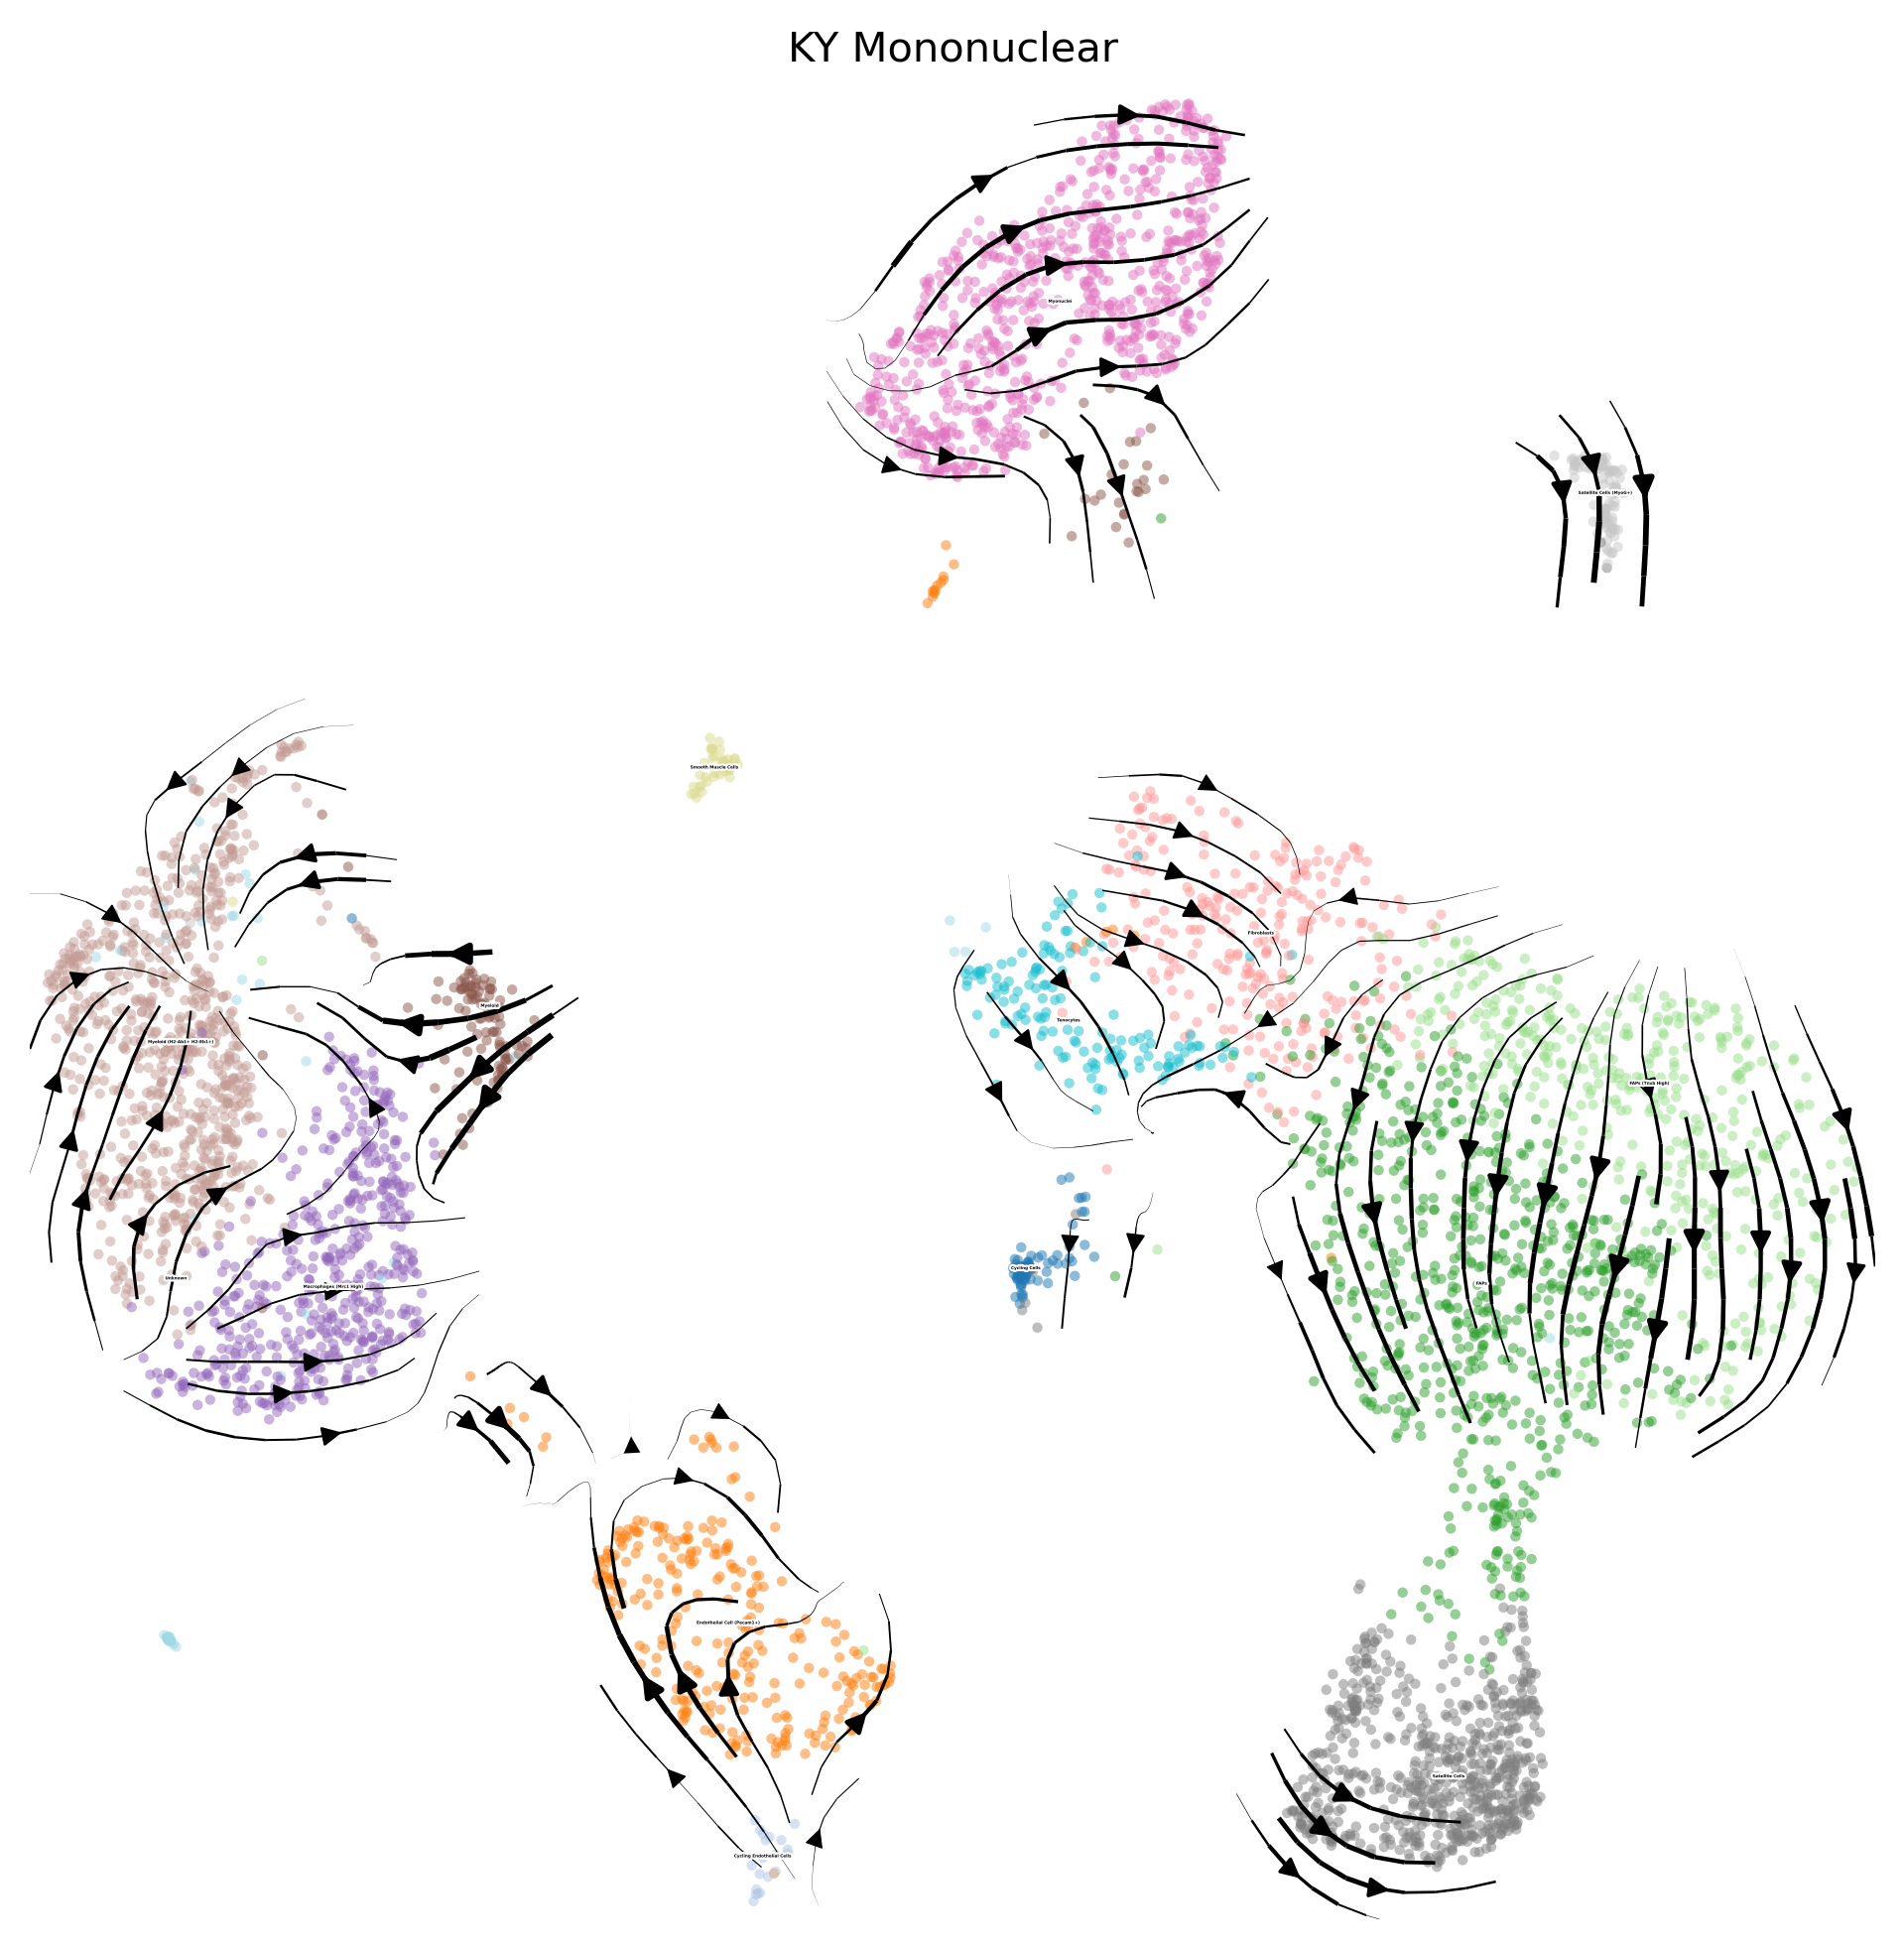 KY Mononuclear
Myonuclei
Satellite Cells (MyoG+)
Smooth Muscle Cells
Fibroblasts
Myeloid
Tenocytes
Myeloid (H2-Ab1+ H2-Eb1+)
FAPs (Tnxb High)
Cycling Cells
Unknown
FAPs
Macrophages (Mrc1 High)
Endothelial Cell (Pecam1+)
Satellite Cells
Cycling Endothelial Cells